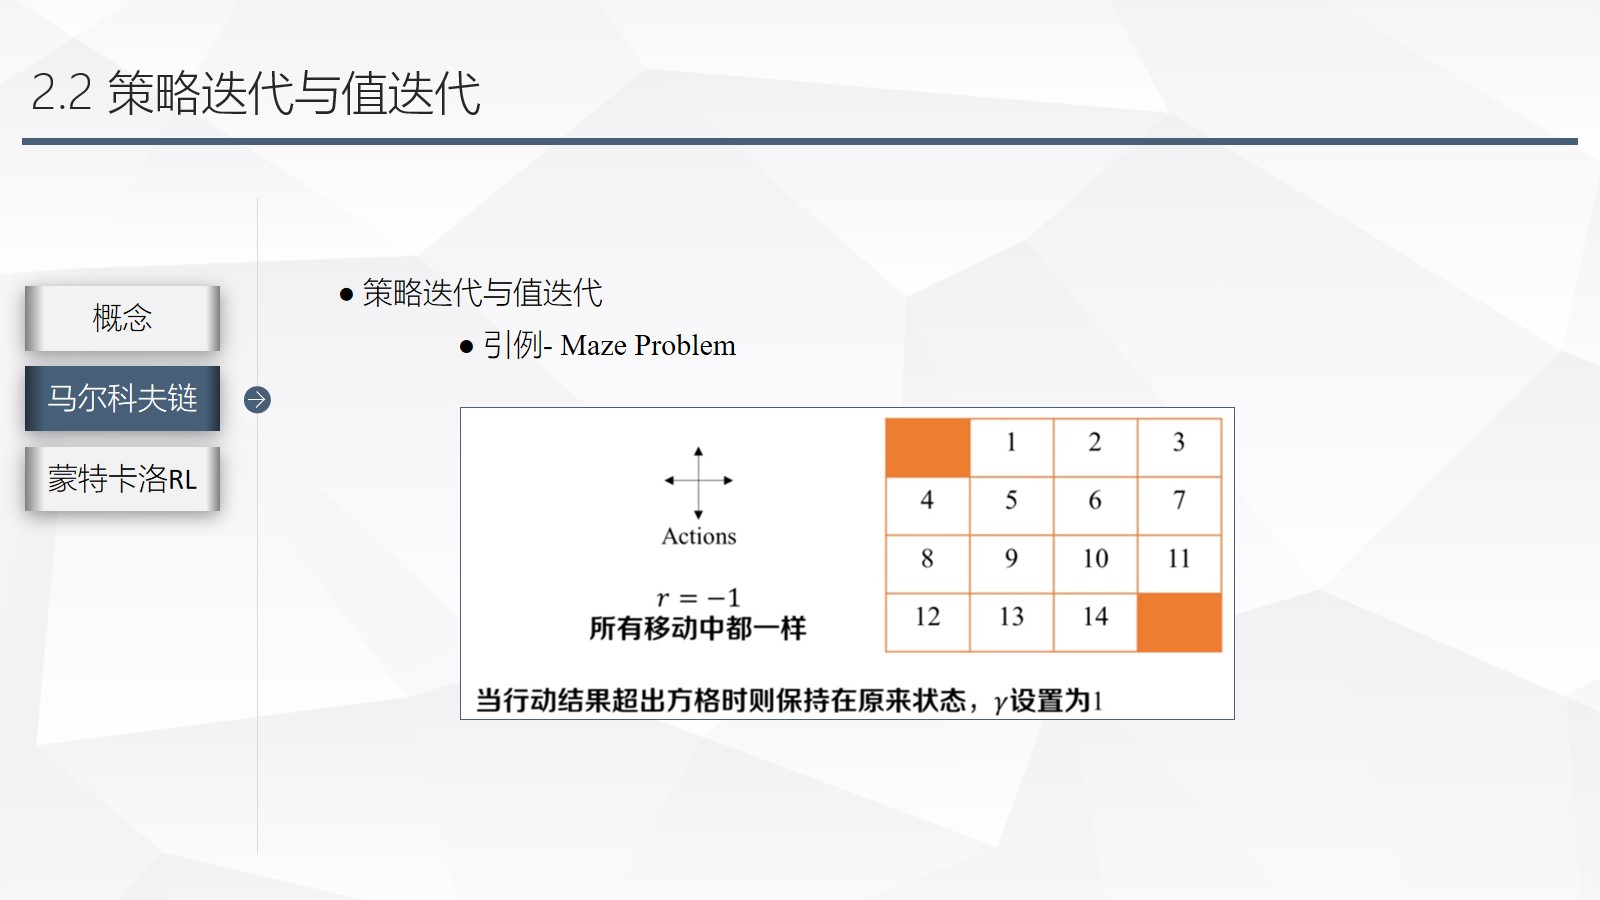 2.2 策略迭代与值迭代
概念
马尔科夫链
蒙特卡洛RL
● 策略迭代与值迭代
● 引例- Maze Problem
Actions
r = −1
所有移动中都一样
1 2 3
4 5 6 7
8 9 10 11
12 13 14
当行动结果超出方格时则保持在原来状态，γ设置为1